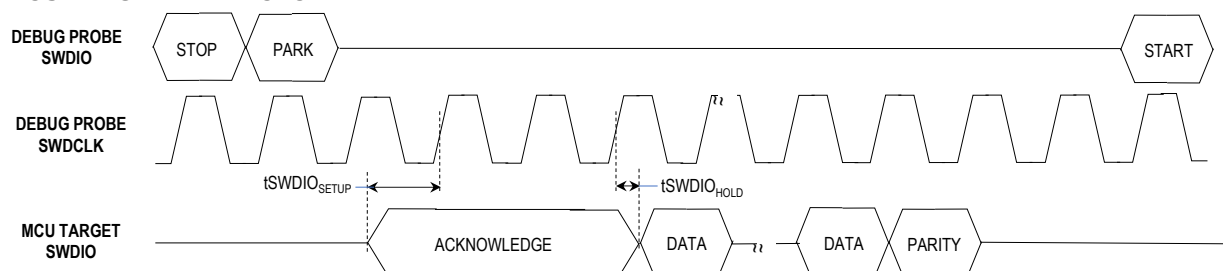 DEBUG PROBE
SWDIO
STOP
PARK
START
DEBUG PROBE
SWDCLK
tSWDIOSETUP
tSWDIOHOLD
MCU TARGET
SWDIO
ACKNOWLEDGE
DATA
DATA
PARITY